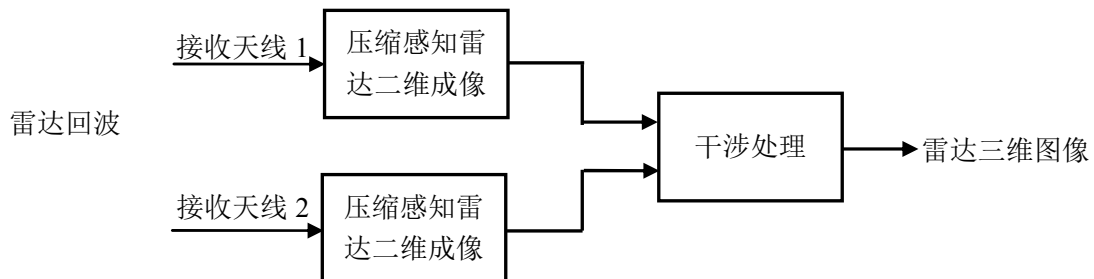 接收天线 1
压缩感知雷
达二维成像
雷达回波
干涉处理
雷达三维图像
接收天线 2
压缩感知雷
达二维成像